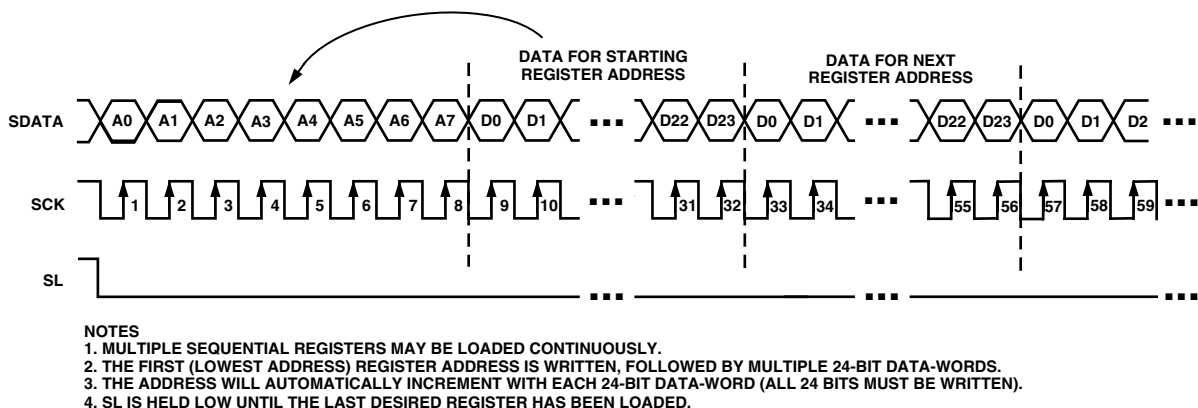 DATA FOR STARTING
REGISTER ADDRESS
DATA FOR NEXT
REGISTER ADDRESS
SDATA A0 A1 A2 A3 A4 A5 A6 A7 D0 D1 ... D22 D23 D0 D1 ... D22 D23 D0 D1 D2 ...
SCK 1 2 3 4 5 6 7 8 9 10 ... 31 32 33 34 ... 55 56 57 58 59 ...
SL ... ... ...
NOTES
1. MULTIPLE SEQUENTIAL REGISTERS MAY BE LOADED CONTINUOUSLY.
2. THE FIRST (LOWEST ADDRESS) REGISTER ADDRESS IS WRITTEN, FOLLOWED BY MULTIPLE 24-BIT DATA-WORDS.
3. THE ADDRESS WILL AUTOMATICALLY INCREMENT WITH EACH 24-BIT DATA-WORD (ALL 24 BITS MUST BE WRITTEN).
4. SL IS HELD LOW UNTIL THE LAST DESIRED REGISTER HAS BEEN LOADED.